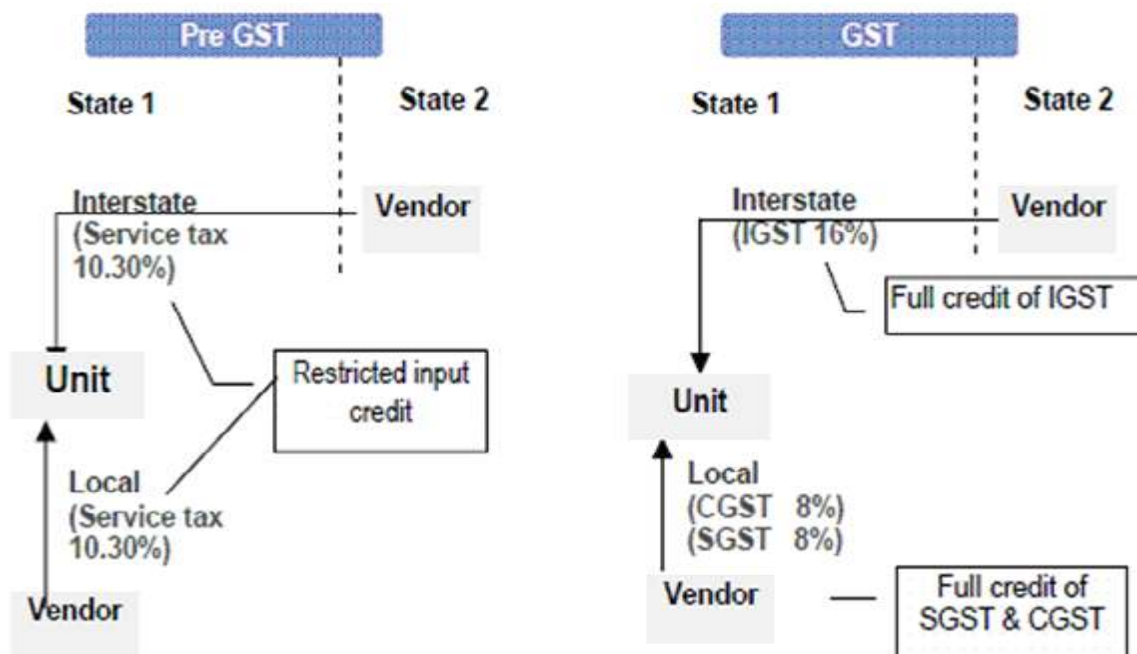 Pre GST
State 1
State 2
Interstate
(Service tax
10.30%)
Vendor
Unit
Restricted input
credit
Local
(Service tax
10.30%)
Vendor
GST
State 1
State 2
Interstate
(IGST 16%)
Vendor
Full credit of IGST
Unit
Local
(CGST 8%)
(SGST 8%)
Vendor
Full credit of
SGST & CGST